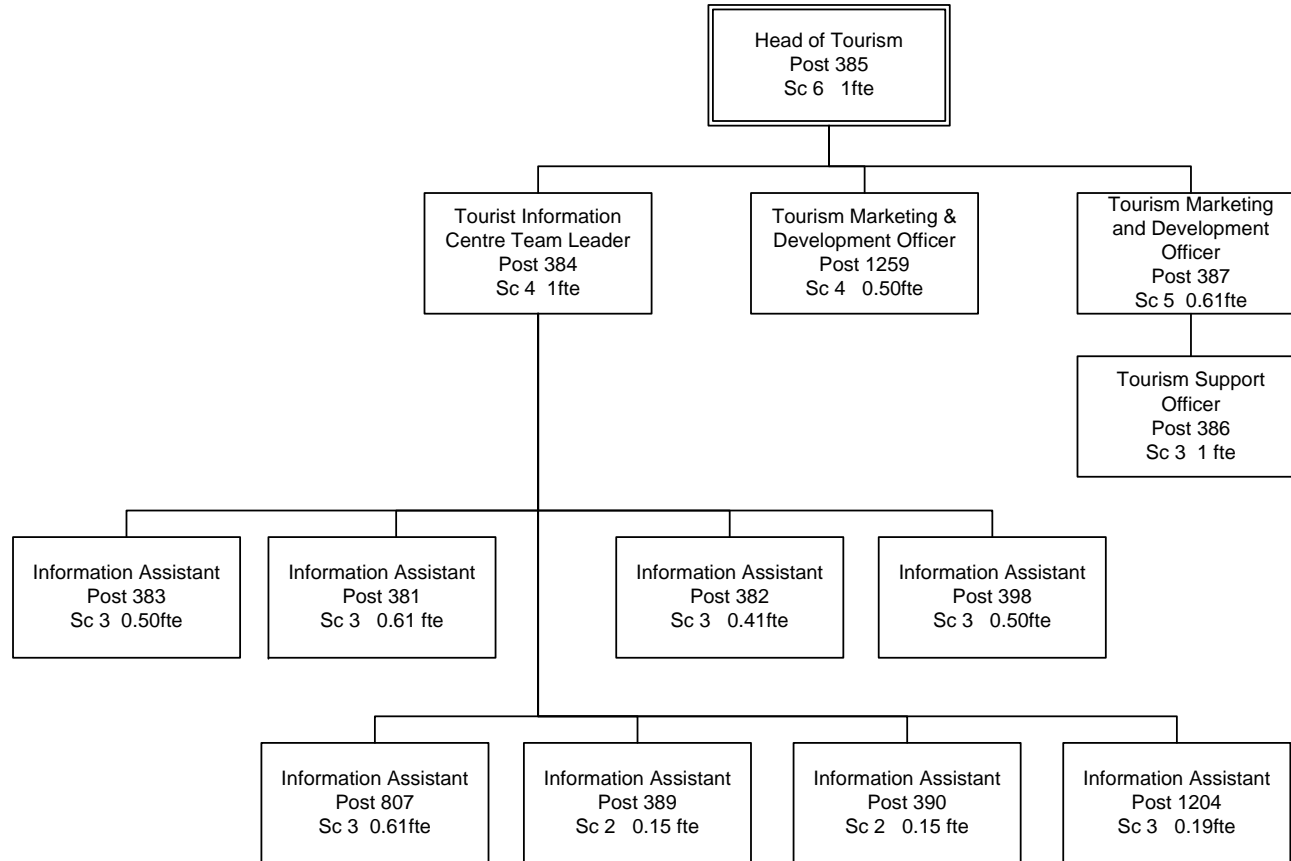 Head of Tourism
Post 385
Sc 6   1fte
Tourist Information
Centre Team Leader
Post 384
Sc 4  1fte
Tourism Marketing &
Development Officer
Post 1259
Sc 4   0.50fte
Tourism Marketing
and Development
Officer
Post 387
Sc 5  0.61fte
Tourism Support
Officer
Post 386
Sc 3  1 fte
Information Assistant
Post 383
Sc 3  0.50fte
Information Assistant
Post 381
Sc 3   0.61 fte
Information Assistant
Post 382
Sc 3   0.41fte
Information Assistant
Post 398
Sc 3   0.50fte
Information Assistant
Post 807
Sc 3  0.61fte
Information Assistant
Post 389
Sc 2   0.15 fte
Information Assistant
Post 390
Sc 2   0.15 fte
Information Assistant
Post 1204
Sc 3   0.19fte